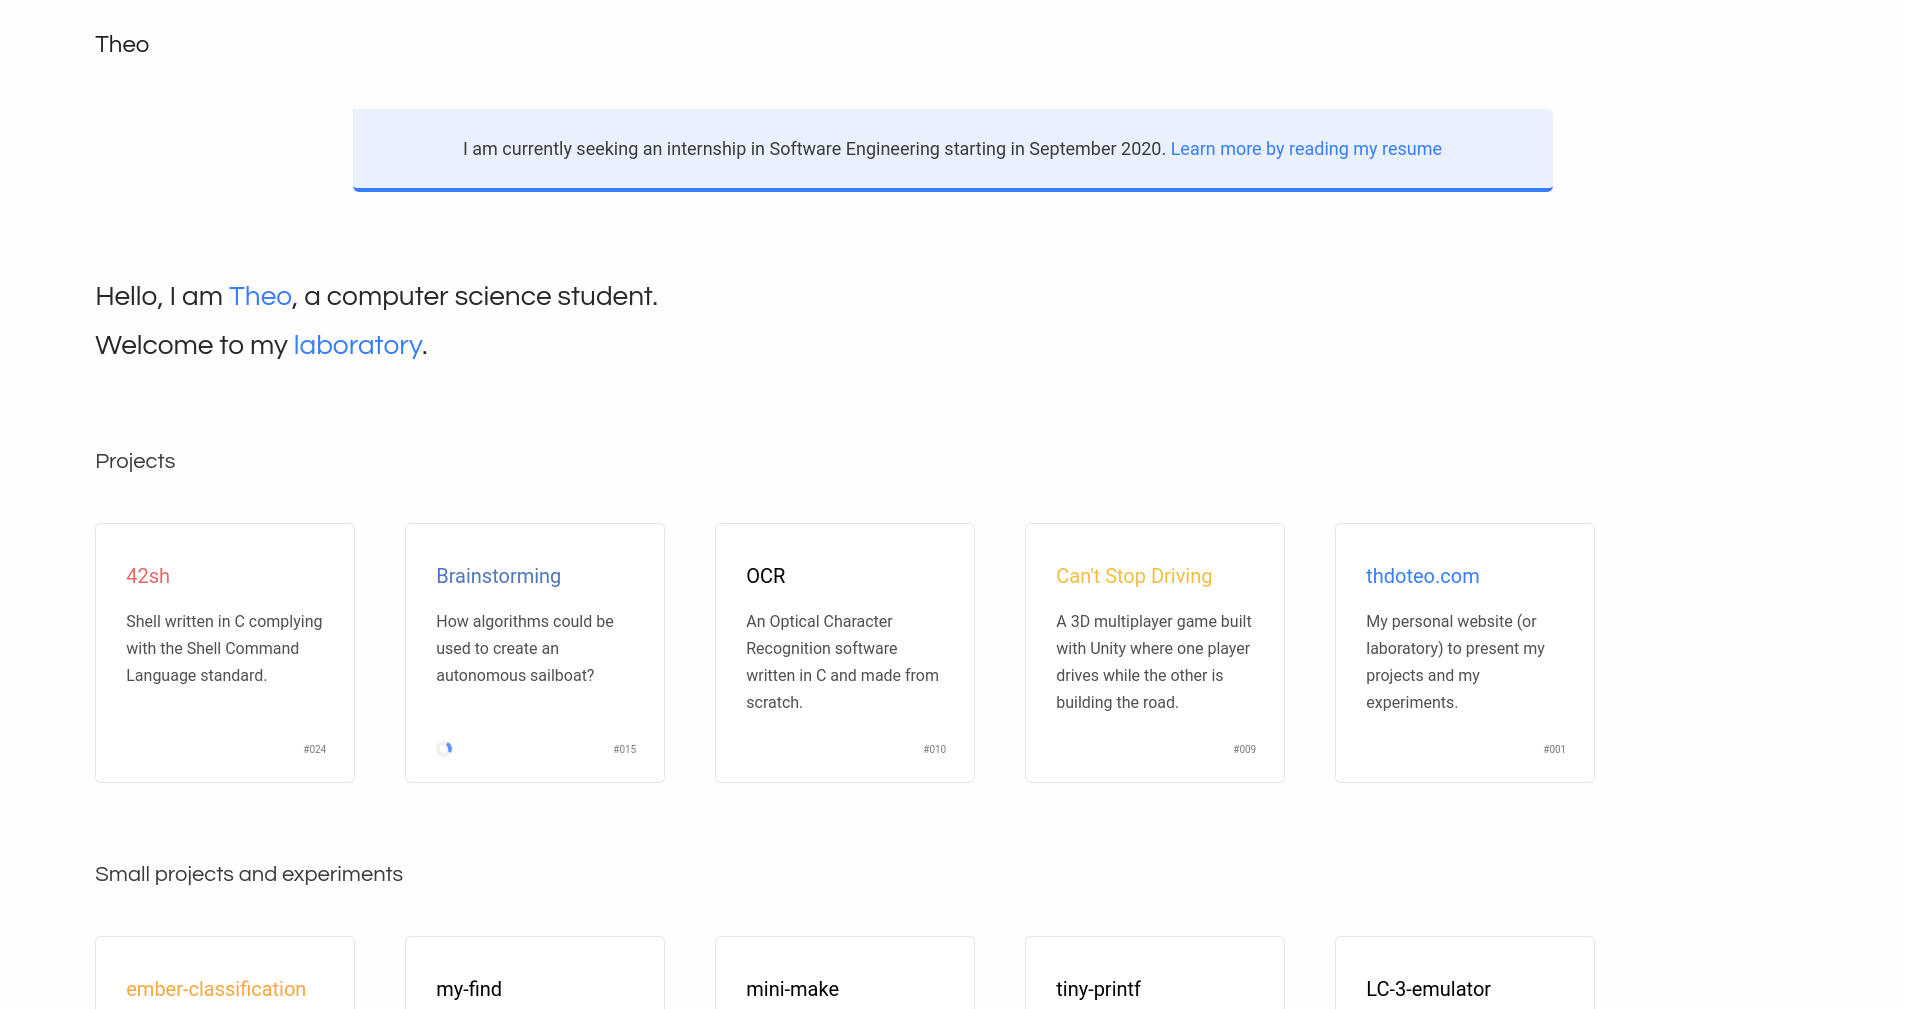 Theo
I am currently seeking an internship in Software Engineering starting in September 2020. Learn more by reading my resume
Hello, I am Theo, a computer science student.
Welcome to my laboratory.
Projects
42sh
Shell written in C complying
with the Shell Command
Language standard.
#024
Brainstorming
How algorithms could be
used to create an
autonomous sailboat?
#015
OCR
An Optical Character
Recognition software
written in C and made from
scratch.
#010
Can't Stop Driving
A 3D multiplayer game built
with Unity where one player
drives while the other is
building the road.
#009
thdoteo.com
My personal website (or
laboratory) to present my
projects and my
experiments.
#001
Small projects and experiments
ember-classification
my-find
mini-make
tiny-printf
LC-3-emulator